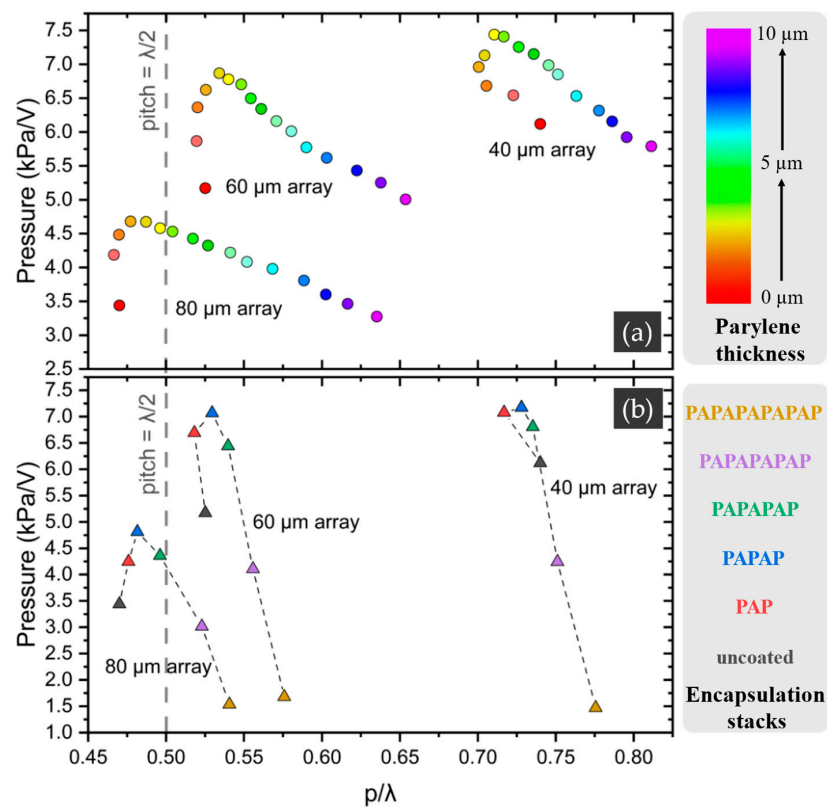 7.5
7.0
6.5
6.0
5.5
5.0
4.5
4.0
3.5
3.0
2.5
Pressure (kPa/V)
pitch = λ/2
60 µm array
40 µm array
80 µm array
(a)
10 µm
5 µm
0 µm
Parylene
thickness
7.5
7.0
6.5
6.0
5.5
5.0
4.5
4.0
3.5
3.0
2.5
2.0
1.5
1.0
Pressure (kPa/V)
pitch = λ/2
(b)
40 µm array
60 µm array
80 µm array
0.45
0.50
0.55
0.60
0.65
0.70
0.75
0.80
p/λ
PAPAPAPAPAP
PAPAPAPAP
PAPAPAP
PAPAP
PAP
uncoated
Encapsulation
stacks